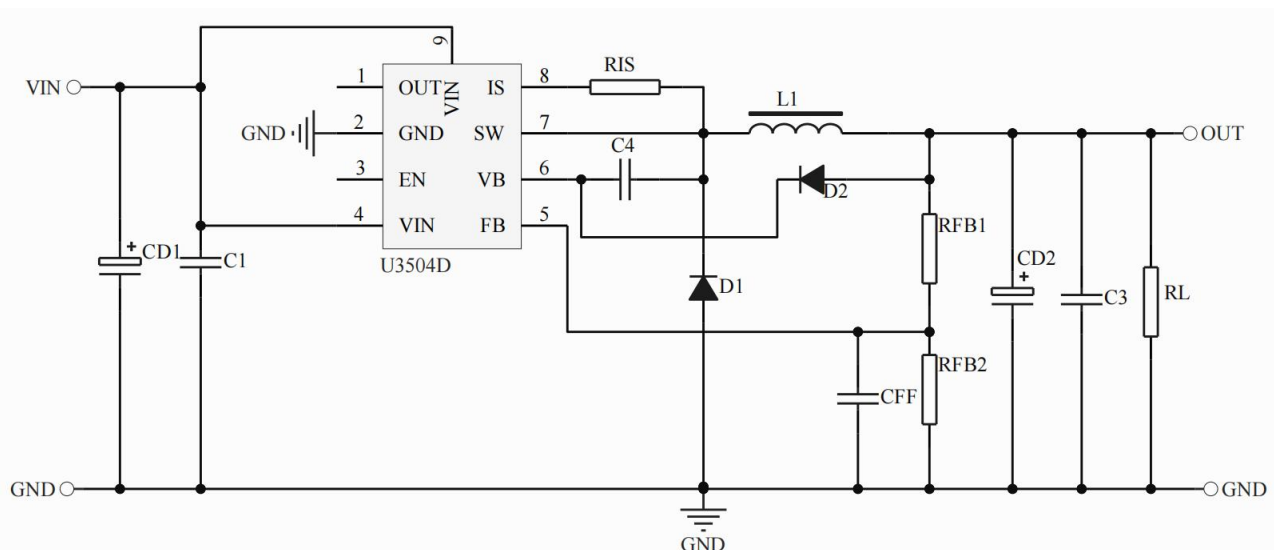 VIN
9
1
OUT
VIN
IS
8
RIS
L1
GND
2
GND
SW
7
OUT
C4
3
EN
VB
6
D2
4
VIN
FB
5
RFB1
+
CD1
C1
U3504D
D1
CD2
+
C3
RL
RFB2
CFF
GND
GND
GND